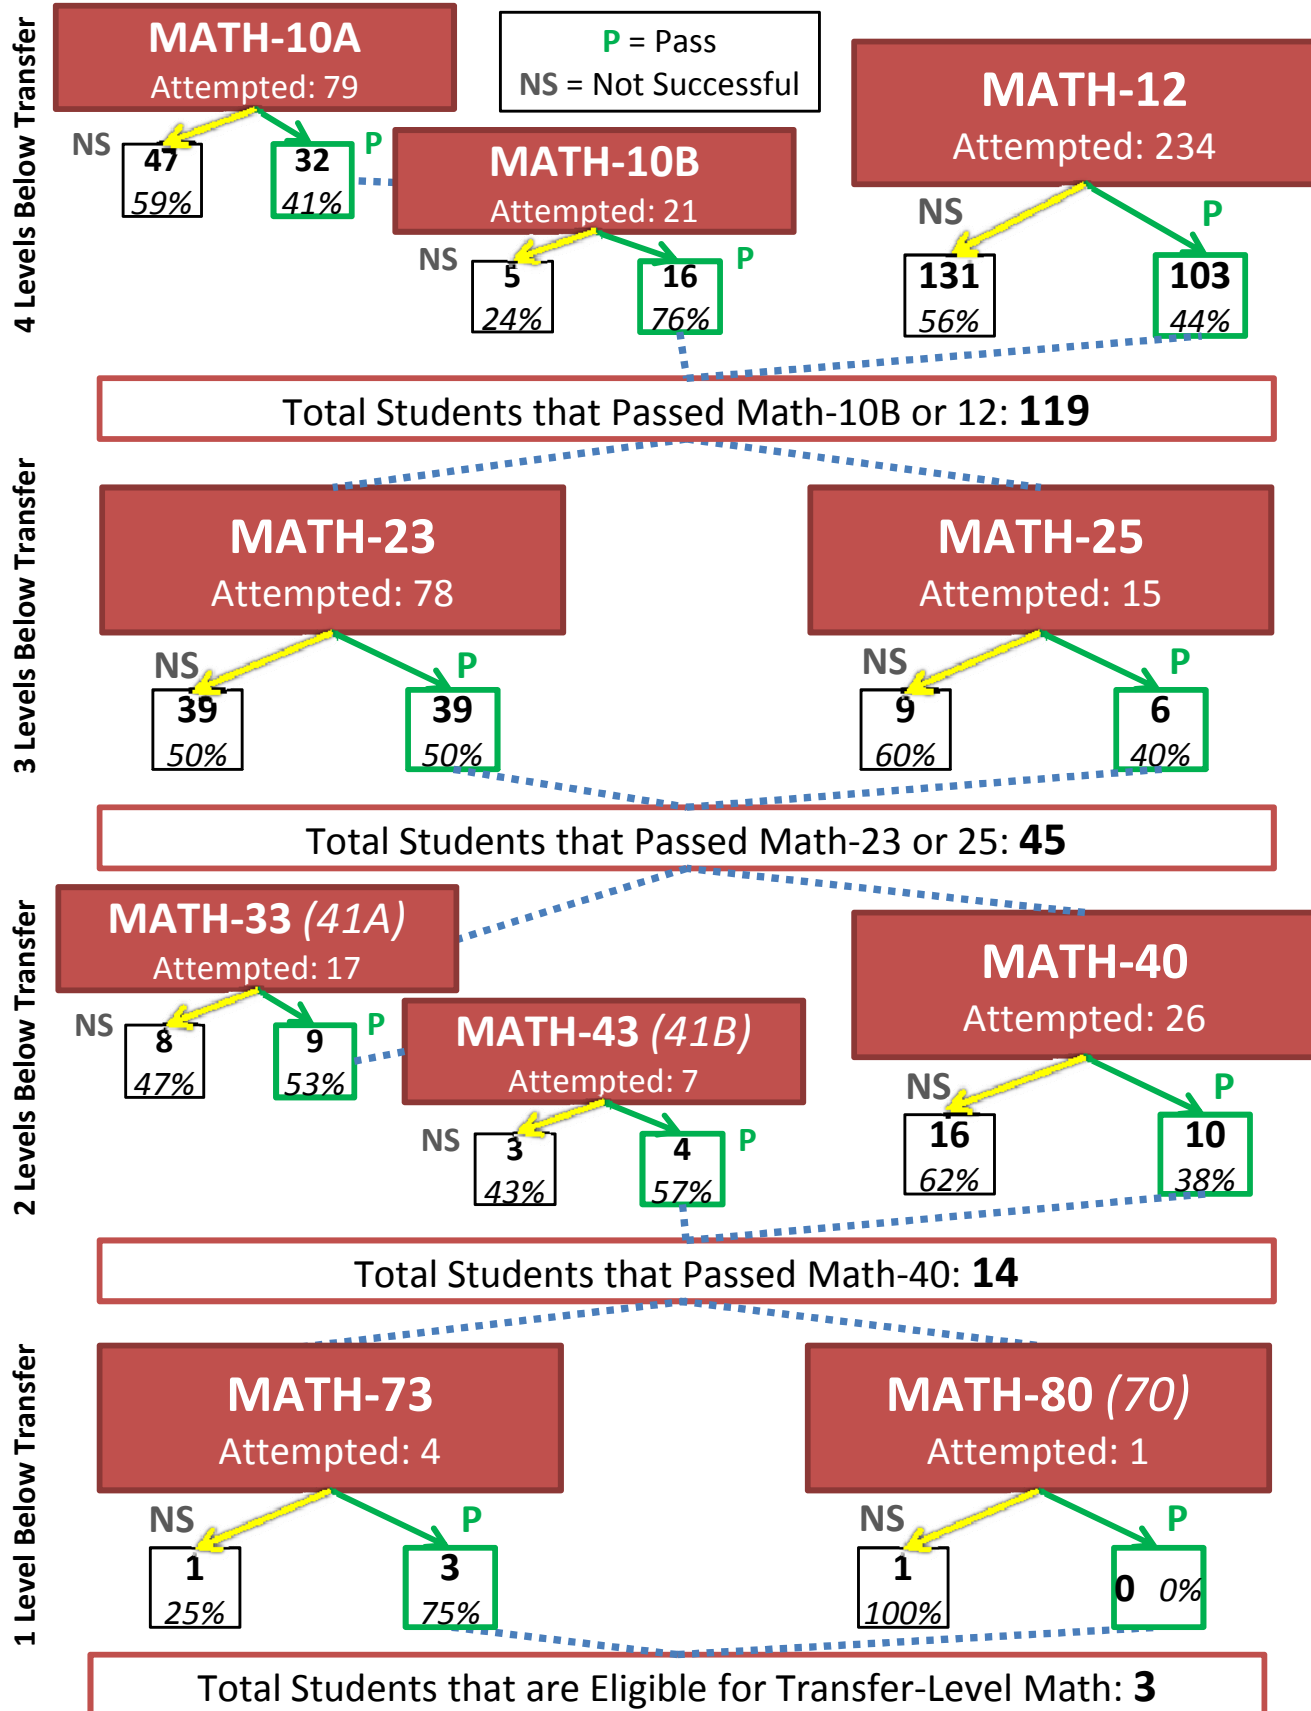 4 Levels Below Transfer
MATH-10A
Attempted: 79
P = Pass
NS = Not Successful
MATH-12
Attempted: 234
NS
47
59%
32
41%
P
MATH-10B
Attempted: 21
NS
5
24%
16
76%
P
NS
131
56%
P
103
44%
Total Students that Passed Math-10B or 12: 119
3 Levels Below Transfer
MATH-23
Attempted: 78
NS
39
50%
P
39
50%
MATH-25
Attempted: 15
NS
9
60%
P
6
40%
Total Students that Passed Math-23 or 25: 45
2 Levels Below Transfer
MATH-33 (41A)
Attempted: 17
NS
8
47%
9
53%
P
MATH-43 (41B)
Attempted: 7
NS
3
43%
4
57%
P
MATH-40
Attempted: 26
NS
16
62%
P
10
38%
Total Students that Passed Math-40: 14
1 Level Below Transfer
MATH-73
Attempted: 4
NS
1
25%
P
3
75%
MATH-80 (70)
Attempted: 1
NS
1
100%
P
0 0%
Total Students that are Eligible for Transfer-Level Math: 3